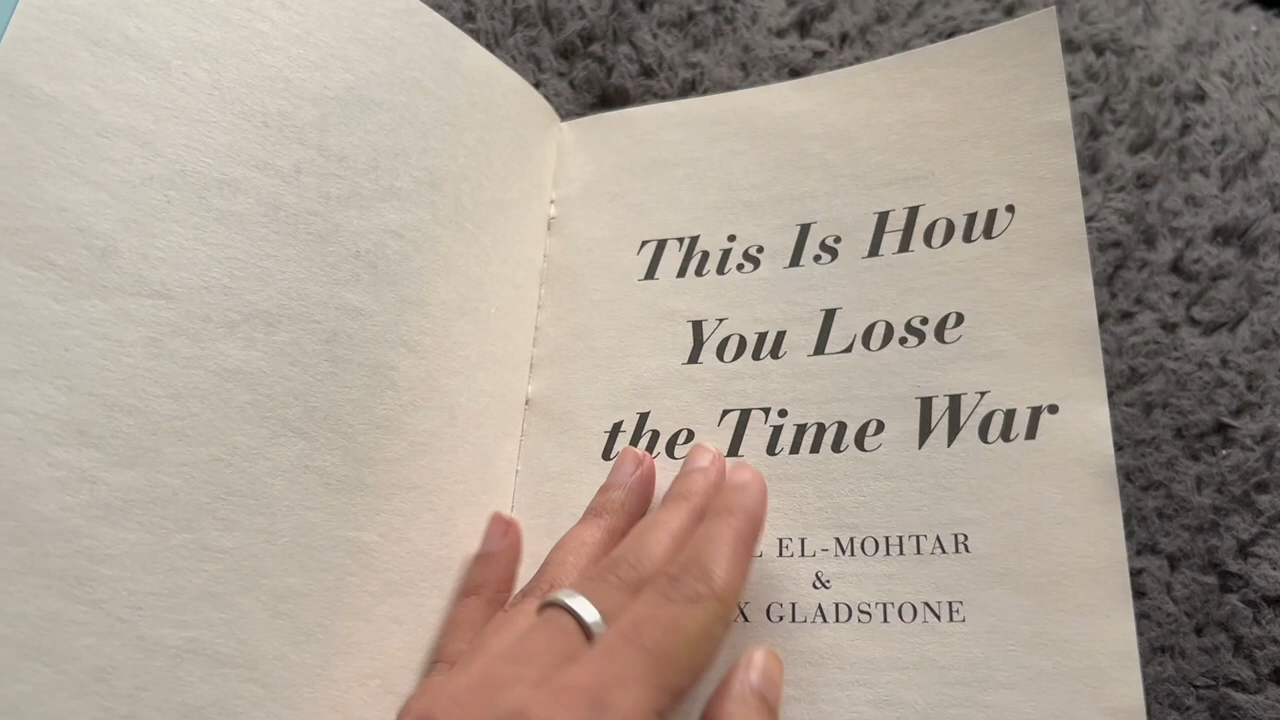 This Is How
You Lose
the Time War
L EL-MOHTAR
&
X GLADSTONE